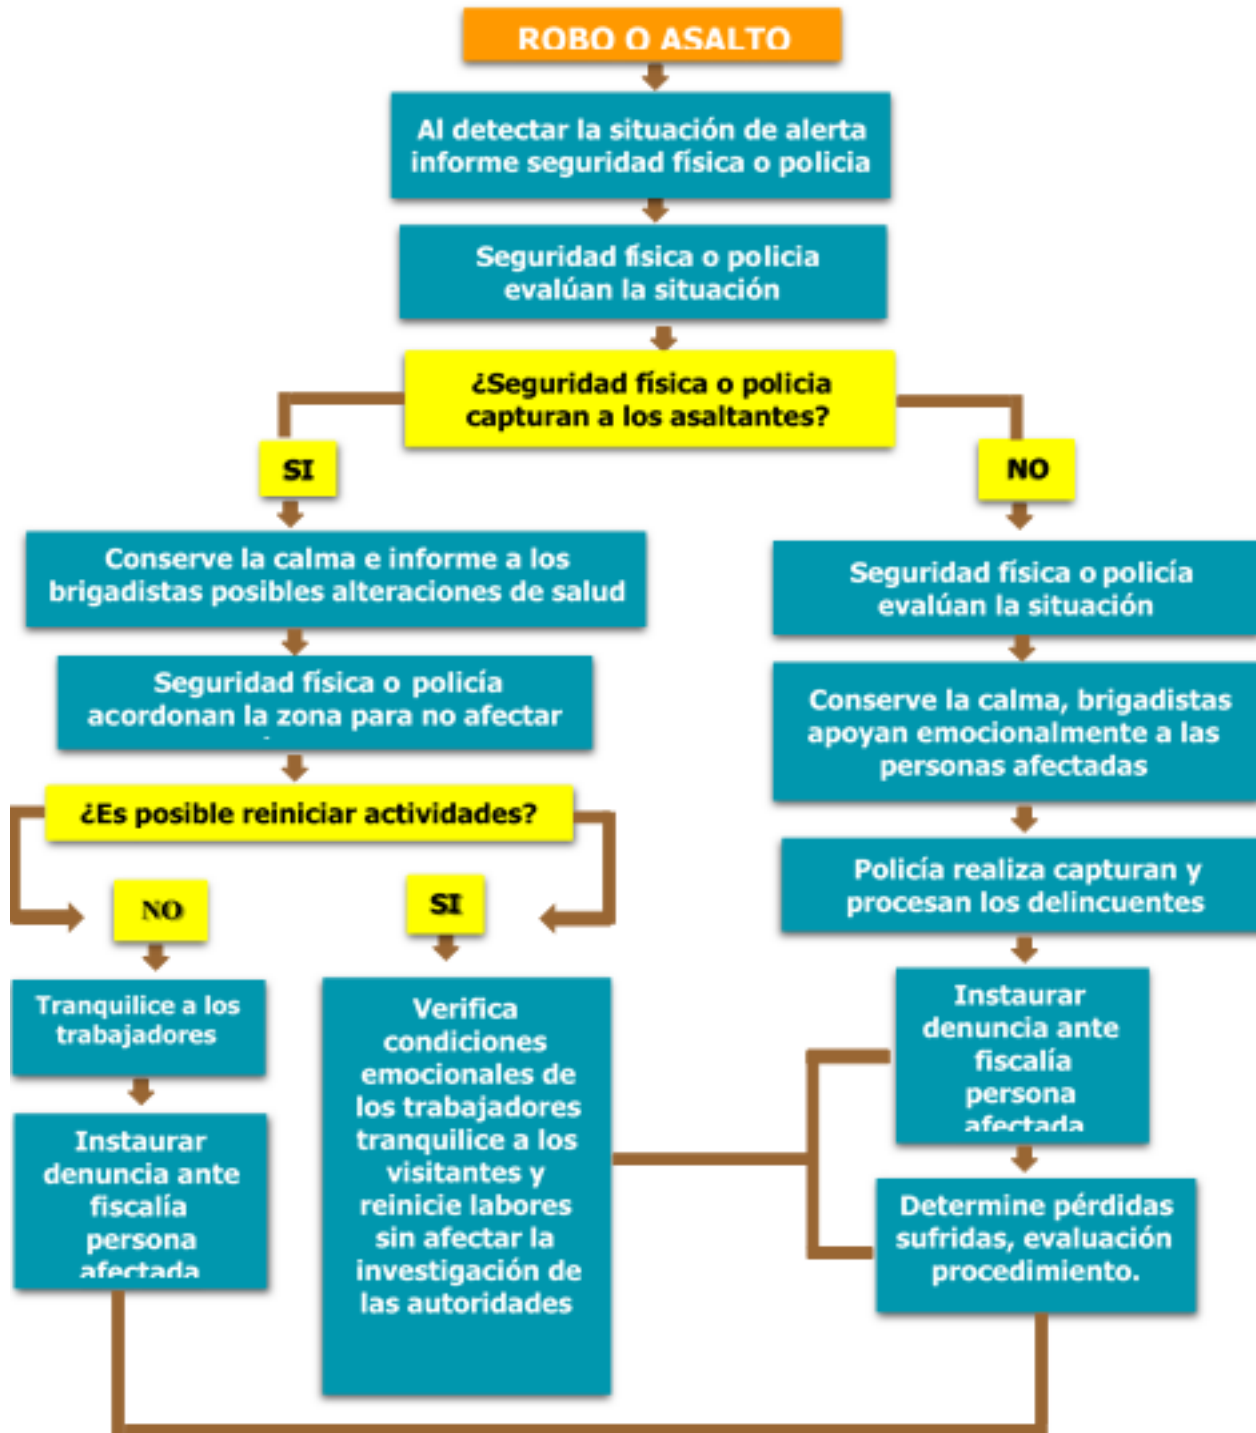 ROBO O ASALTO
Al detectar la situación de alerta
informe seguridad física o policia
Seguridad física o policia
evalúan la situación
¿Seguridad física o policia
capturan a los asaltantes?
SI
NO
Conserve la calma e informe a los
brigadistas posibles alteraciones de salud
Seguridad física o policía
acordonan la zona para no afectar
¿Es posible reiniciar actividades?
NO
SI
Tranquilice a los
trabajadores
Instaurar
denuncia ante
fiscalía
persona
afectada
Verifica
condiciones
emocionales de
los trabajadores
tranquilice a los
visitantes y
reinicie labores
sin afectar la
investigación de
las autoridades
Seguridad física o policía
evalúan la situación
Conserve la calma, brigadistas
apoyan emocionalmente a las
personas afectadas
Policía realiza capturan y
procesan los delincuentes
Instaurar
denuncia ante
fiscalía
persona
afectada
Determine pérdidas
sufridas, evaluación
procedimiento.